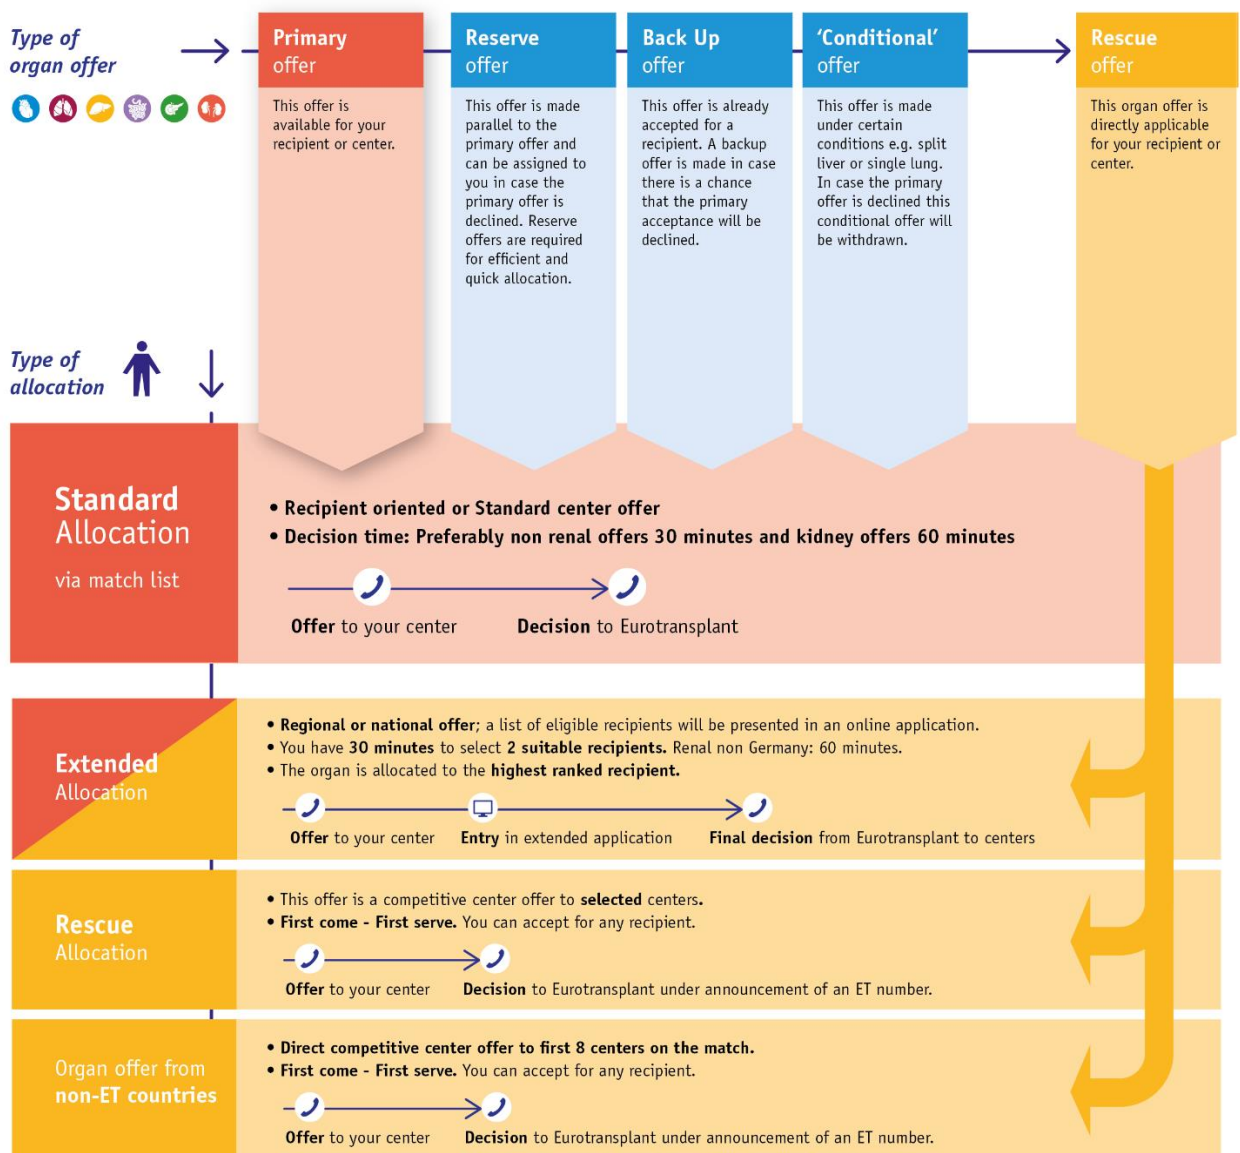 Type of
organ offer
Primary
offer
This offer is
available for your
recipient or center.
Reserve
offer
This offer is made
parallel to the
primary offer and
can be assigned to
you in case the
primary offer is
declined. Reserve
offers are required
for efficient and
quick allocation.
Back Up
offer
This offer is already
accepted for a
recipient. A backup
offer is made in case
there is a chance
that the primary
acceptance will be
declined.
'Conditional'
offer
This offer is made
under certain
conditions e.g. split
liver or single lung.
In case the primary
offer is declined this
conditional offer will
be withdrawn.
Rescue
offer
This organ offer is
directly applicable
for your recipient or
center.
Type of
allocation
Standard
Allocation
via match list
• Recipient oriented or Standard center offer
• Decision time: Preferably non renal offers 30 minutes and kidney offers 60 minutes
Offer to your center Decision to Eurotransplant
Extended
Allocation
• Regional or national offer; a list of eligible recipients will be presented in an online application.
• You have 30 minutes to select 2 suitable recipients. Renal non Germany: 60 minutes.
• The organ is allocated to the highest ranked recipient.
Offer to your center Entry in extended application Final decision from Eurotransplant to centers
Rescue
Allocation
• This offer is a competitive center offer to selected centers.
• First come - First serve. You can accept for any recipient.
Offer to your center Decision to Eurotransplant under announcement of an ET number.
Organ offer from
non-ET countries
• Direct competitive center offer to first 8 centers on the match.
• First come - First serve. You can accept for any recipient.
Offer to your center Decision to Eurotransplant under announcement of an ET number.